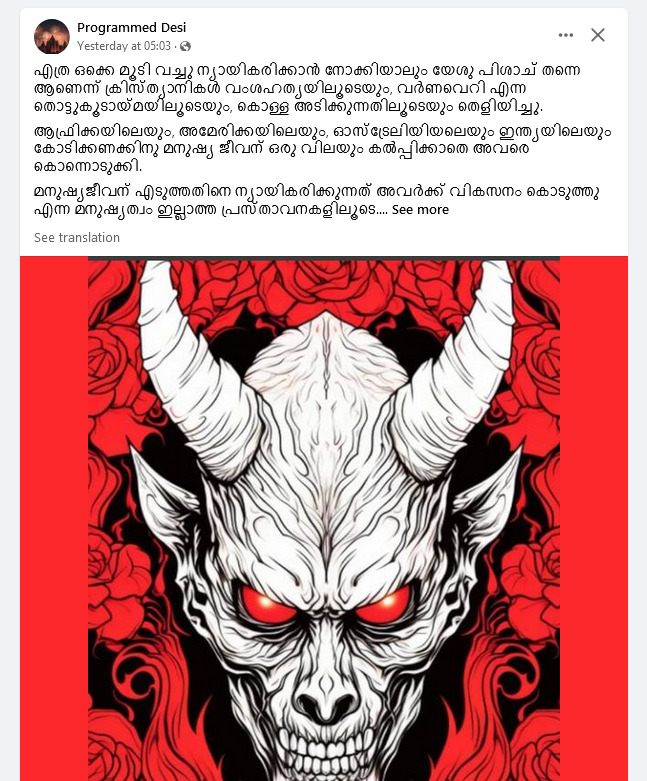 Programmed Desi
Yesterday at 05:03 ·
എത്ര ഒക്കെ മൂടി വച്ചു ന്യായികരിക്കാൻ നോക്കിയാലും യേശു പിശാച് തന്നെ
ആണെന്ന് ക്രിസ്ത്യാനികൾ വംശഹത്യയിലൂടെയും, വർണവെറി എന്ന
തൊട്ടുകൂടായ്മയിലൂടെയും, കൊള്ള അടിക്കുന്നതിലൂടെയും തെളിയിച്ചു.
ആഫ്രിക്കയിലെയും, അമേരിക്കയിലെയും, ഓസ്ട്രേലിയിയലെയും ഇന്ത്യയിലെയും
കോടിക്കണക്കിനു മനുഷ്യ ജീവന് ഒരു വിലയും കൽപ്പിക്കാതെ അവരെ
കൊന്നൊടുക്കി.
മനുഷ്യജീവന് എടുത്തതിനെ ന്യായികരിക്കുന്നത് അവർക്ക് വികസനം കൊടുത്തു
എന്ന മനുഷ്യത്വം ഇല്ലാത്ത പ്രസ്താവനകളിലൂടെ.... See more
See translation